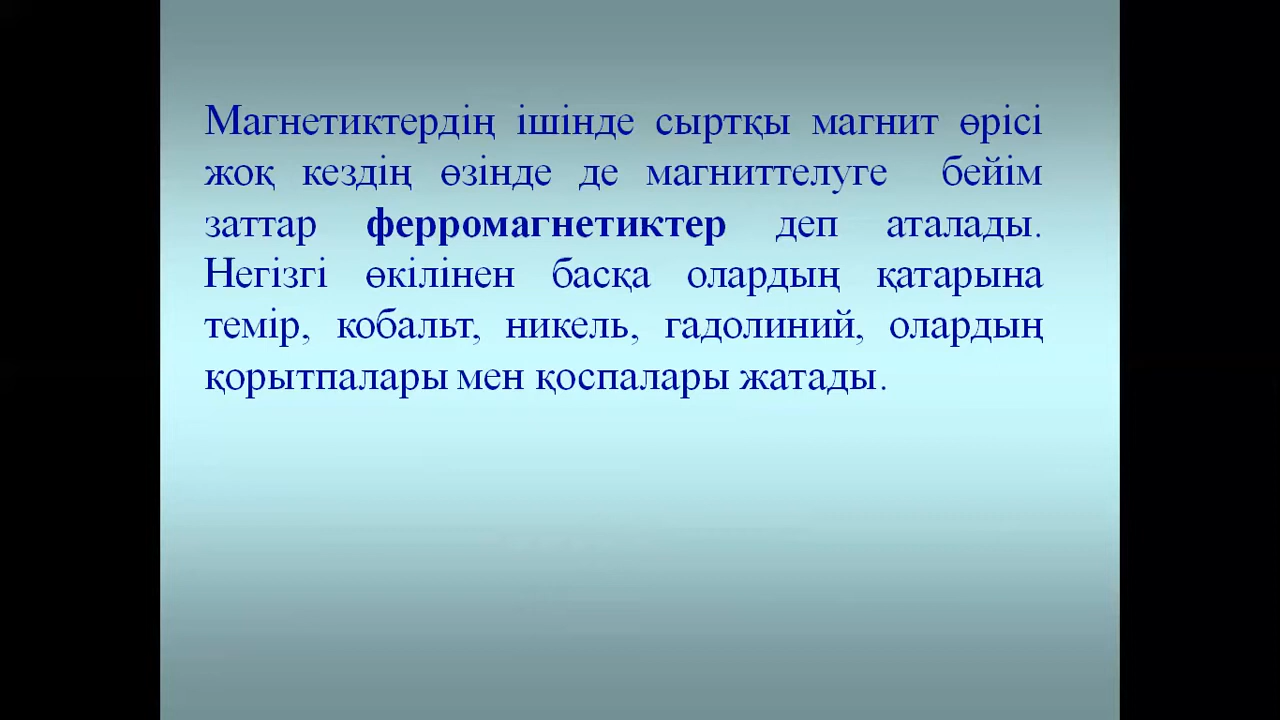 Магнетиктердің ішінде сыртқы магнит өрісі
жоқ кездің өзінде де магниттелуге бейім
заттар ферромагнетиктер деп аталады.
Негізгі өкілінен басқа олардың қатарына
темір, кобальт, никель, гадолиний, олардың
қорытпалары мен қоспалары жатады.